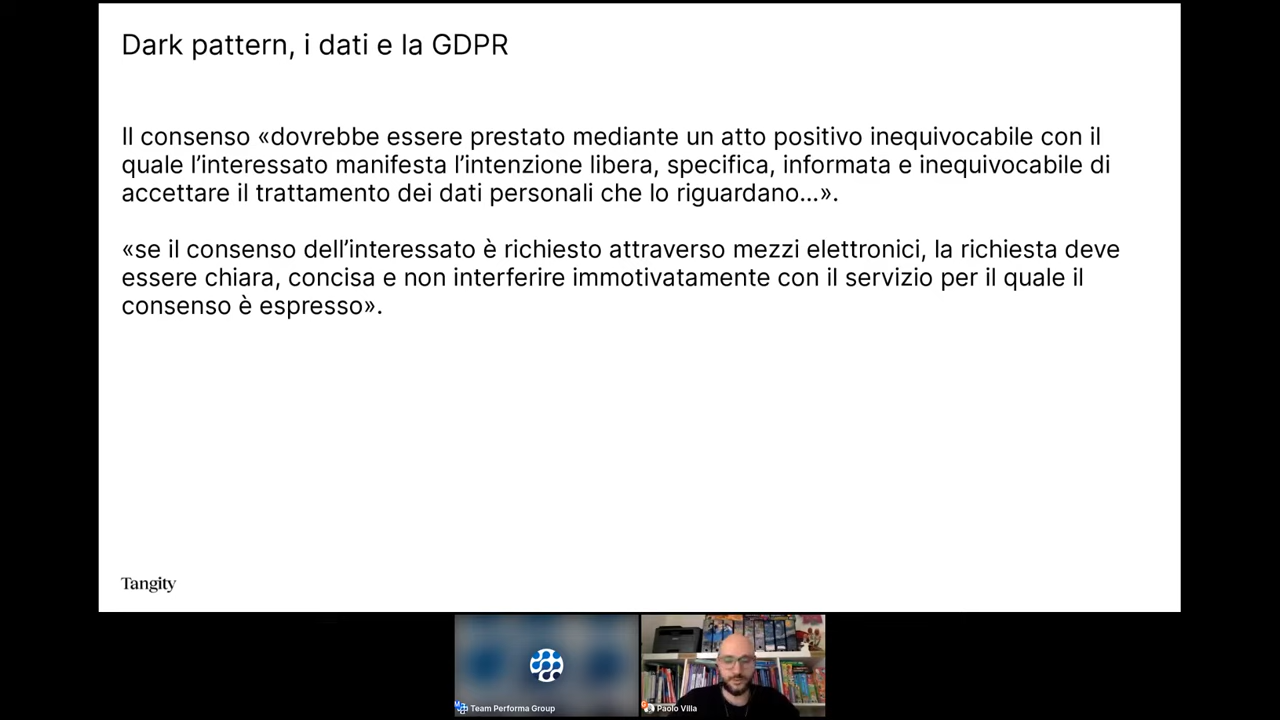 Dark pattern, i dati e la GDPR
Il consenso «dovrebbe essere prestato mediante un atto positivo inequivocabile con il
quale l’interessato manifesta l’intenzione libera, specifica, informata e inequivocabile di
accettare il trattamento dei dati personali che lo riguardano...».
«se il consenso dell’interessato è richiesto attraverso mezzi elettronici, la richiesta deve
essere chiara, concisa e non interferire immotivatamente con il servizio per il quale il
consenso è espresso».
Tangity
Team Performa Group
Paolo Villa